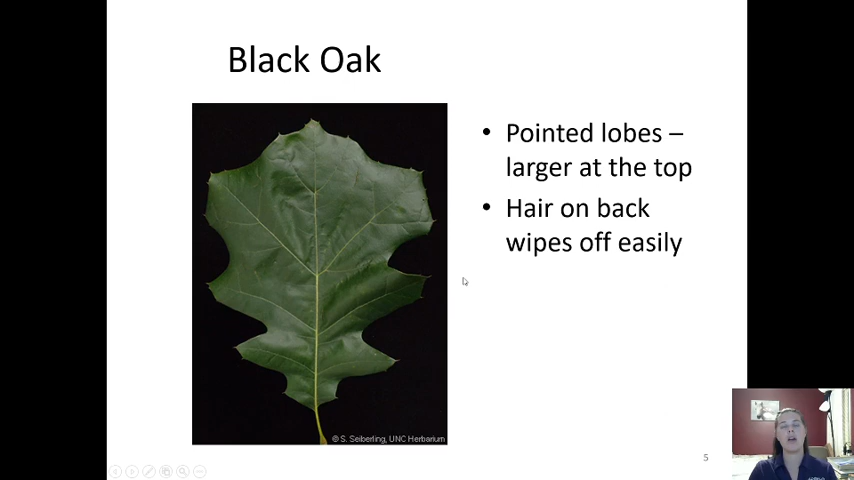 Black Oak
• Pointed lobes –
larger at the top
• Hair on back
wipes off easily
© S. Seiberling, UNC Herbarium
5